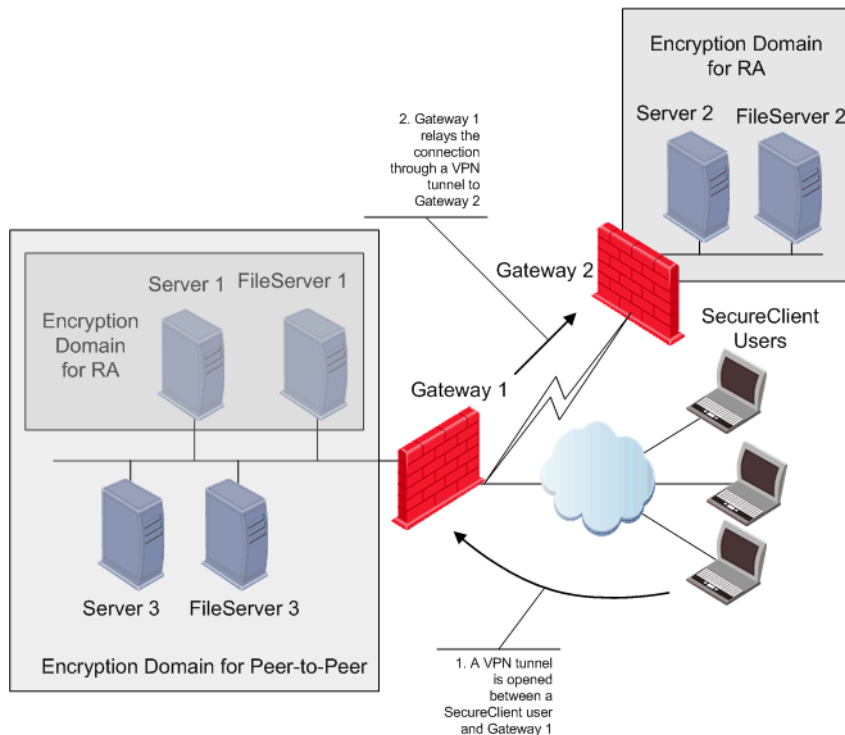 Encryption Domain
for RA
Server 2
FileServer 2
2. Gateway 1
relays the
connection
through a VPN
tunnel to
Gateway 2
Gateway 2
Server 1
FileServer 1
Encryption
Domain
for RA
SecureClient
Users
Gateway 1
Server 3
FileServer 3
Encryption Domain for Peer-to-Peer
1. A VPN tunnel
is opened
between a
SecureClient user
and Gateway 1